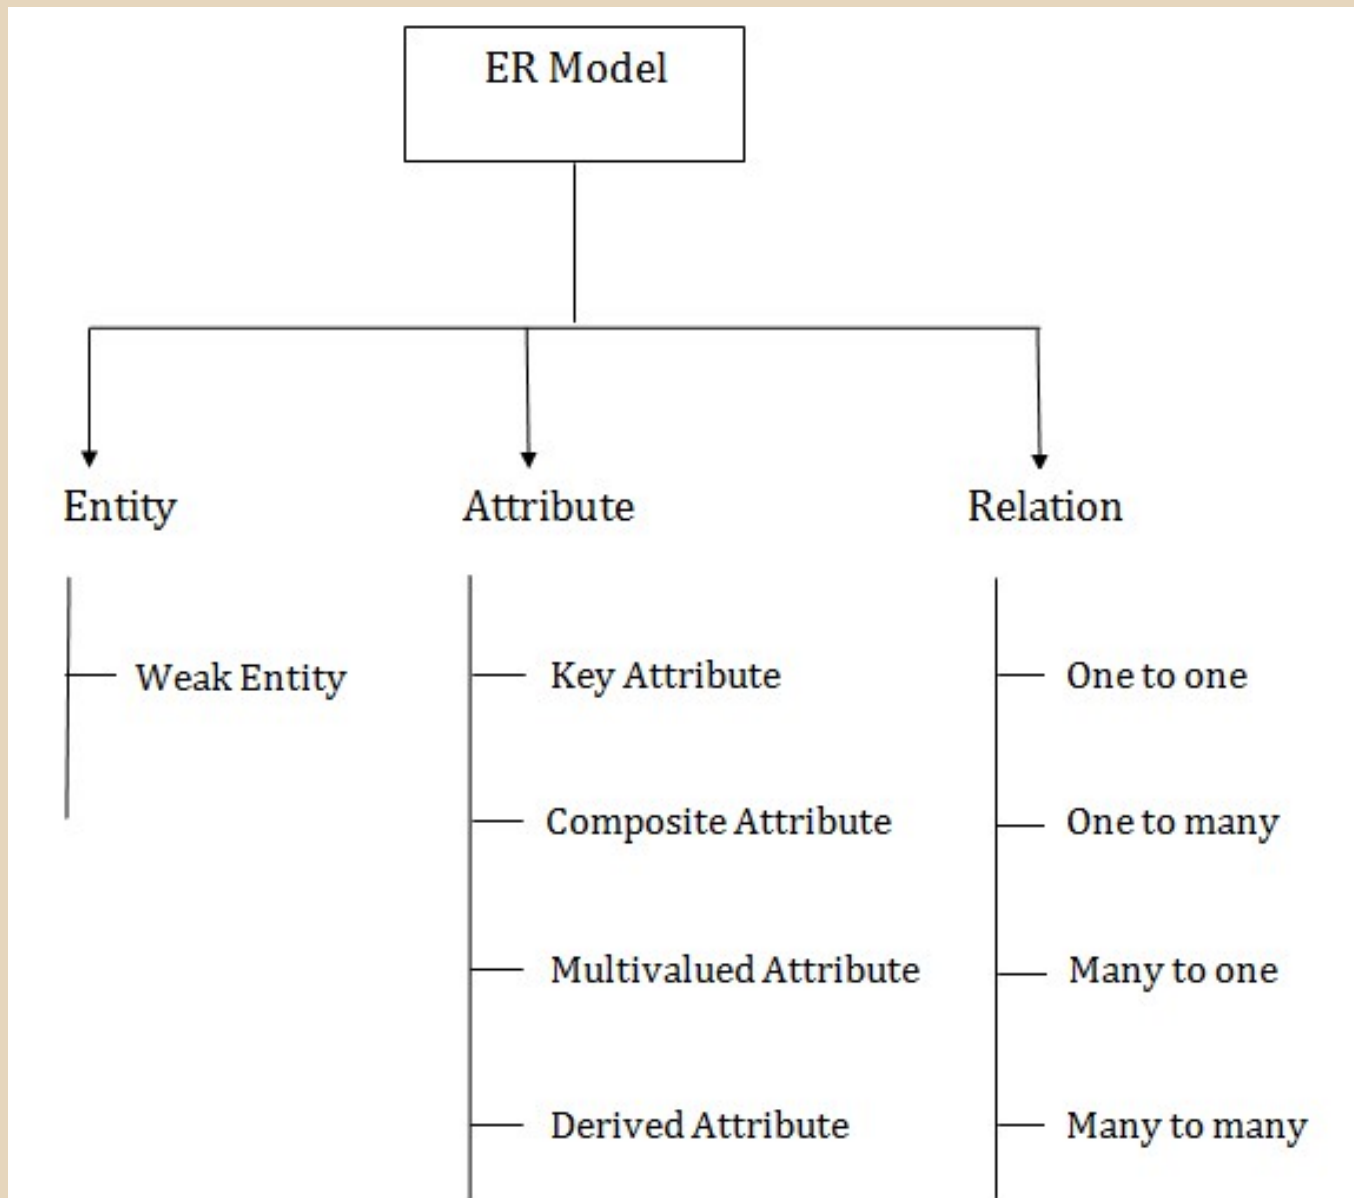 ER Model
Entity
Attribute
Relation
Weak Entity
Key Attribute
One to one
Composite Attribute
One to many
Multivalued Attribute
Many to one
Derived Attribute
Many to many